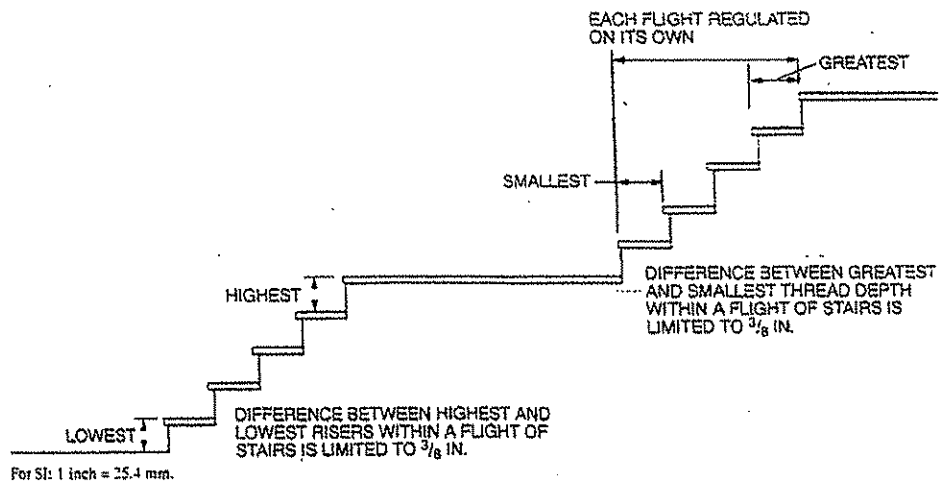 EACH FLIGHT REGULATED
ON ITS OWN
GREATEST
SMALLEST
HIGHEST
DIFFERENCE BETWEEN GREATEST
AND SMALLEST THREAD DEPTH
WITHIN A FLIGHT OF STAIRS IS
LIMITED TO 3/8 IN.
LOWEST
DIFFERENCE BETWEEN HIGHEST AND
LOWEST RISERS WITHIN A FLIGHT OF
STAIRS IS LIMITED TO 3/8 IN.
For SI: 1 inch = 25.4 mm.